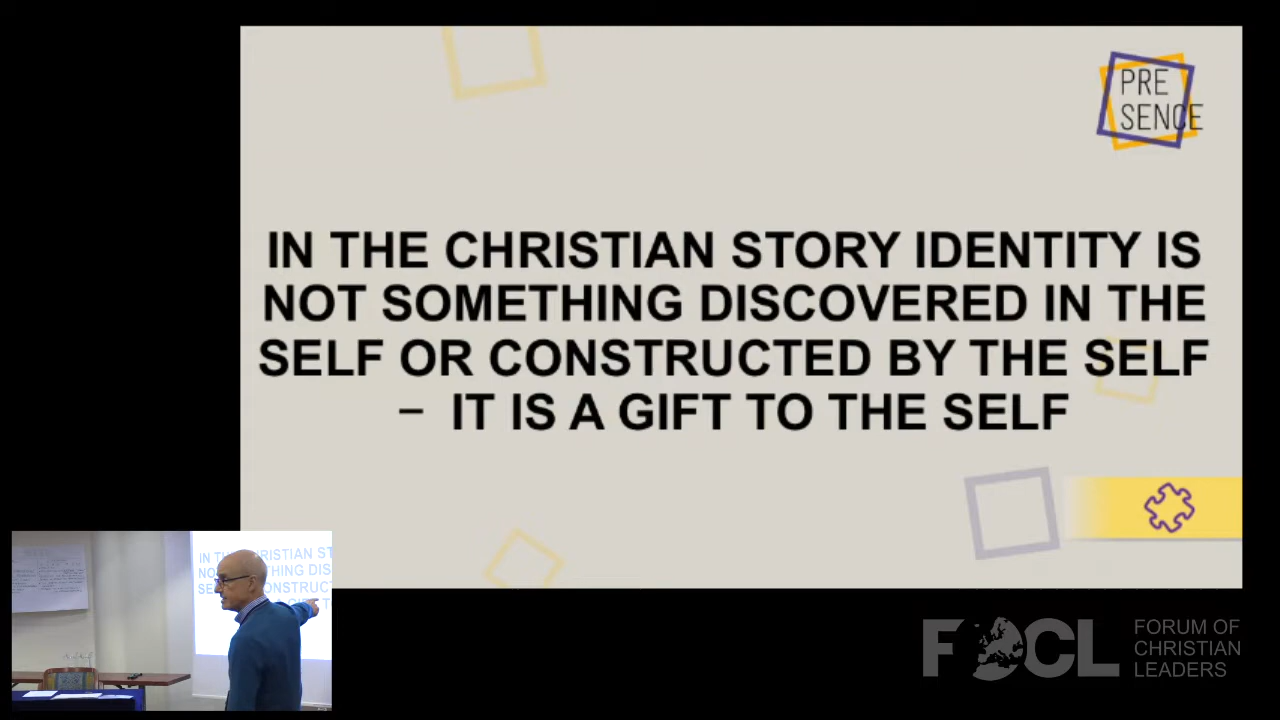 PRE
SENCE
IN THE CHRISTIAN STORY IDENTITY IS
NOT SOMETHING DISCOVERED IN THE
SELF OR CONSTRUCTED BY THE SELF
– IT IS A GIFT TO THE SELF
FOCL
FORUM OF
CHRISTIAN
LEADERS